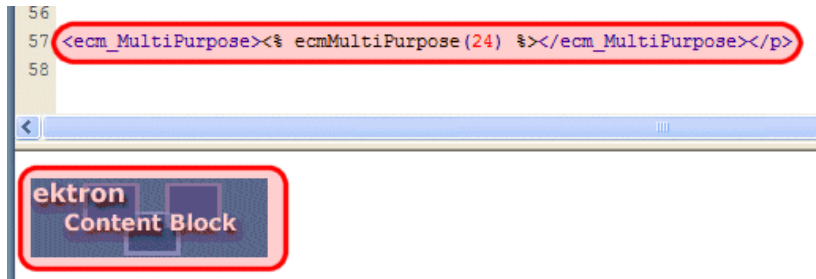 56
57 <ecm_MultiPurpose><% ecmMultiPurpose(24) %></ecm_MultiPurpose></p>
58
ektron
Content Block